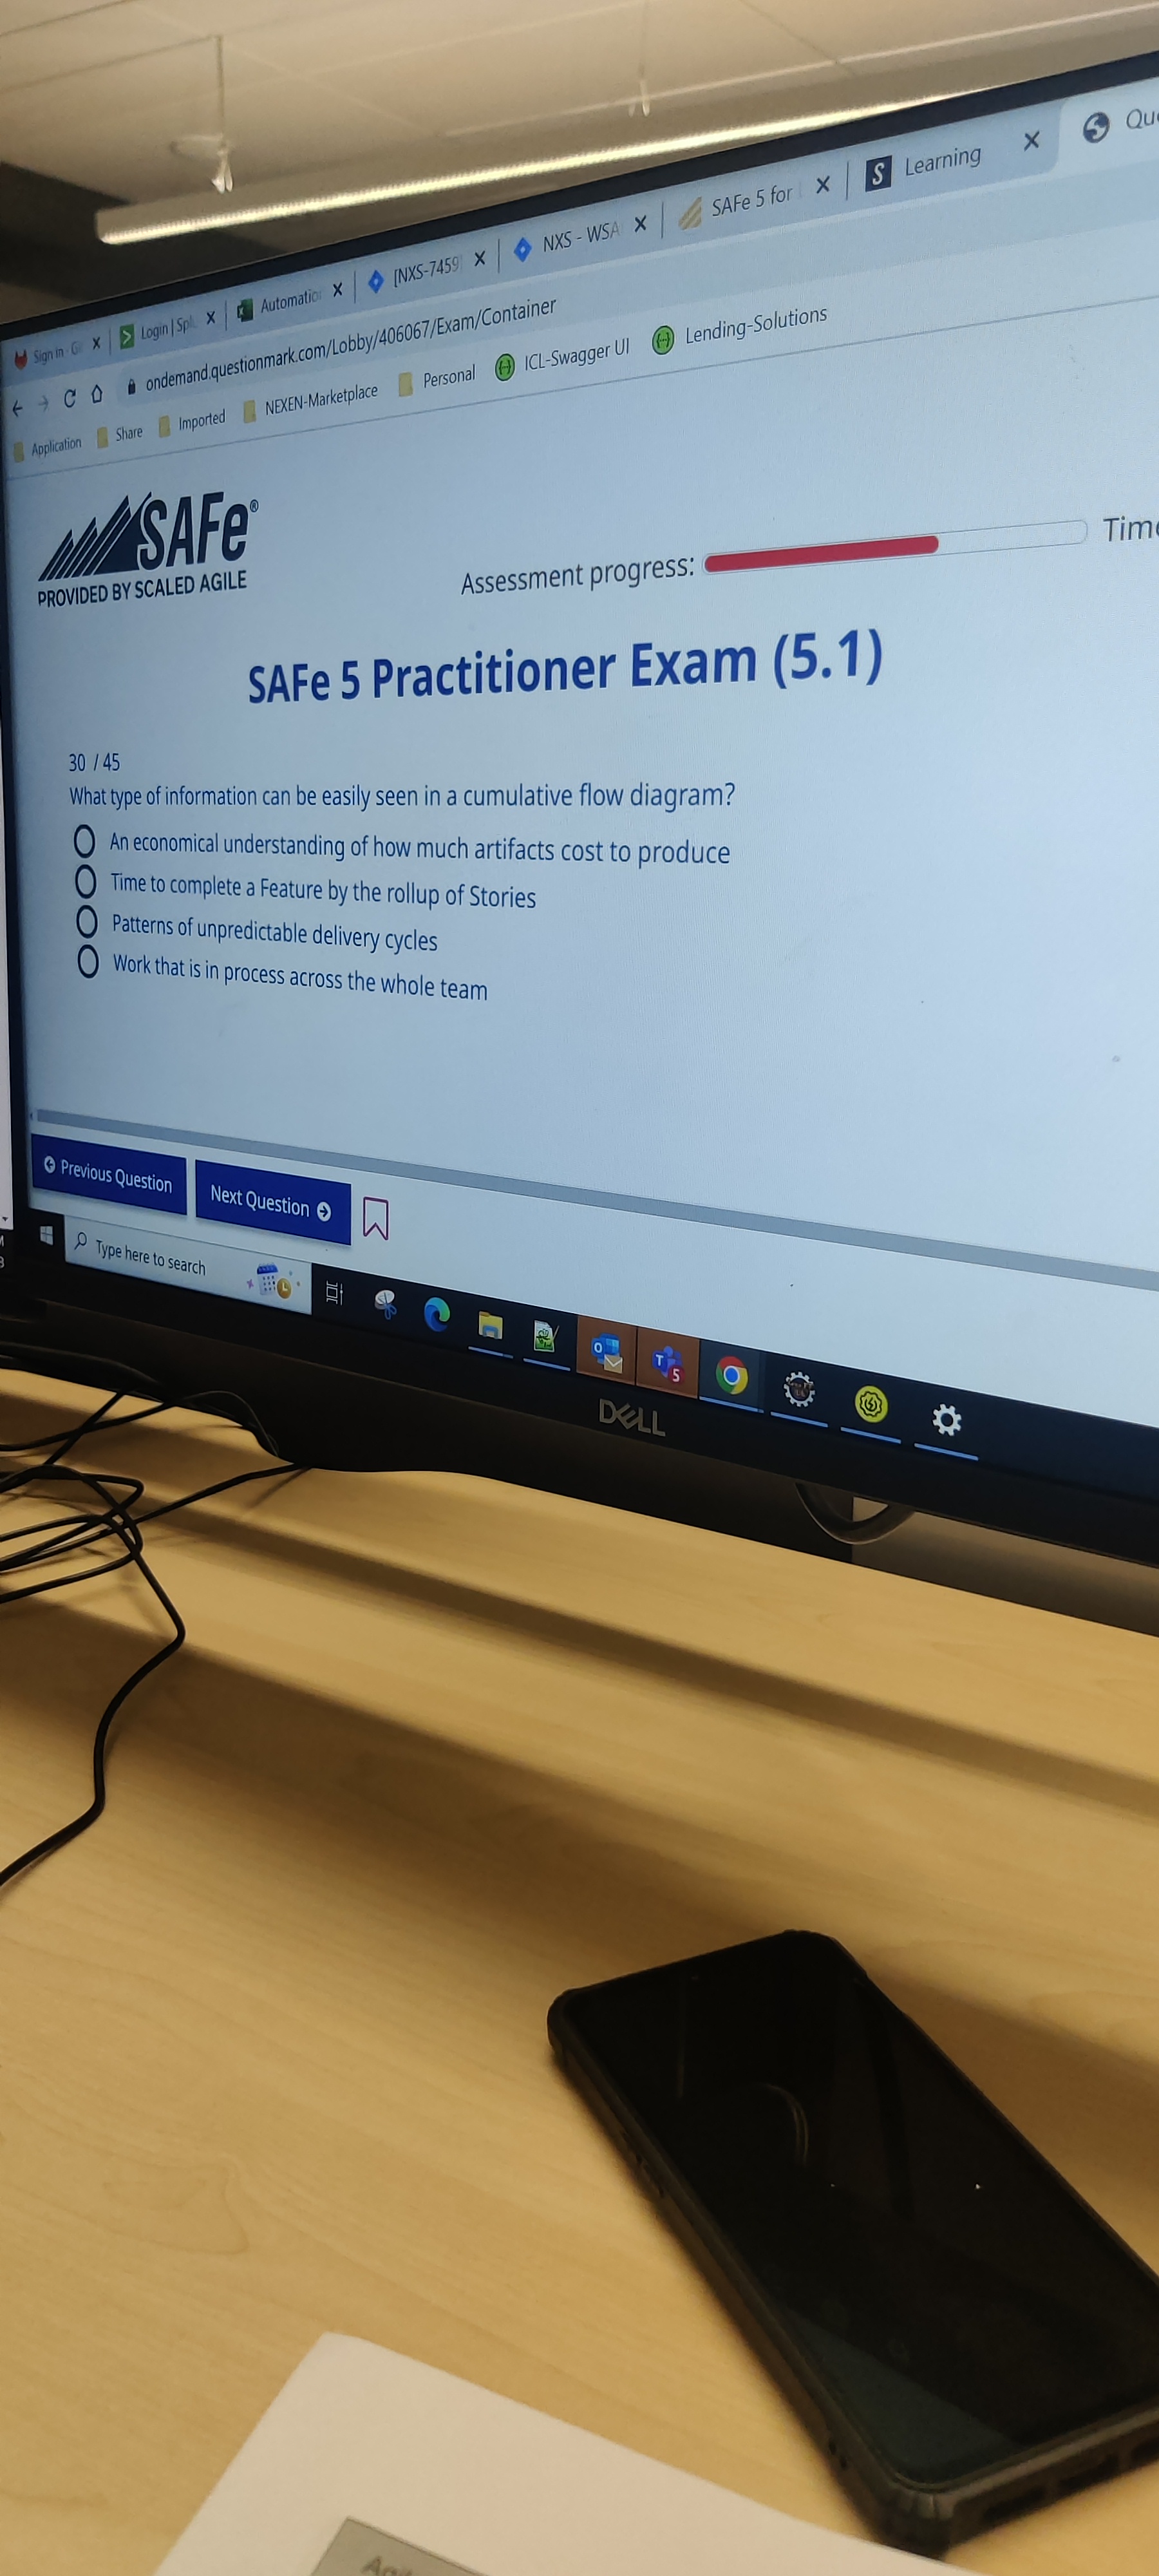 Sign in - G
Login | Spl
Automatio
[NXS-7459
NXS - WSA
SAFe 5 for
Learning
Que
ondemand.questionmark.com/Lobby/406067/Exam/Container
Application
Share
Imported
NEXEN-Marketplace
Personal
ICL-Swagger UI
Lending-Solutions
SAFe®
PROVIDED BY SCALED AGILE
Assessment progress:
Time
SAFe 5 Practitioner Exam (5.1)
30 / 45
What type of information can be easily seen in a cumulative flow diagram?
An economical understanding of how much artifacts cost to produce
Time to complete a Feature by the rollup of Stories
Patterns of unpredictable delivery cycles
Work that is in process across the whole team
Previous Question
Next Question
Type here to search
5
DELL